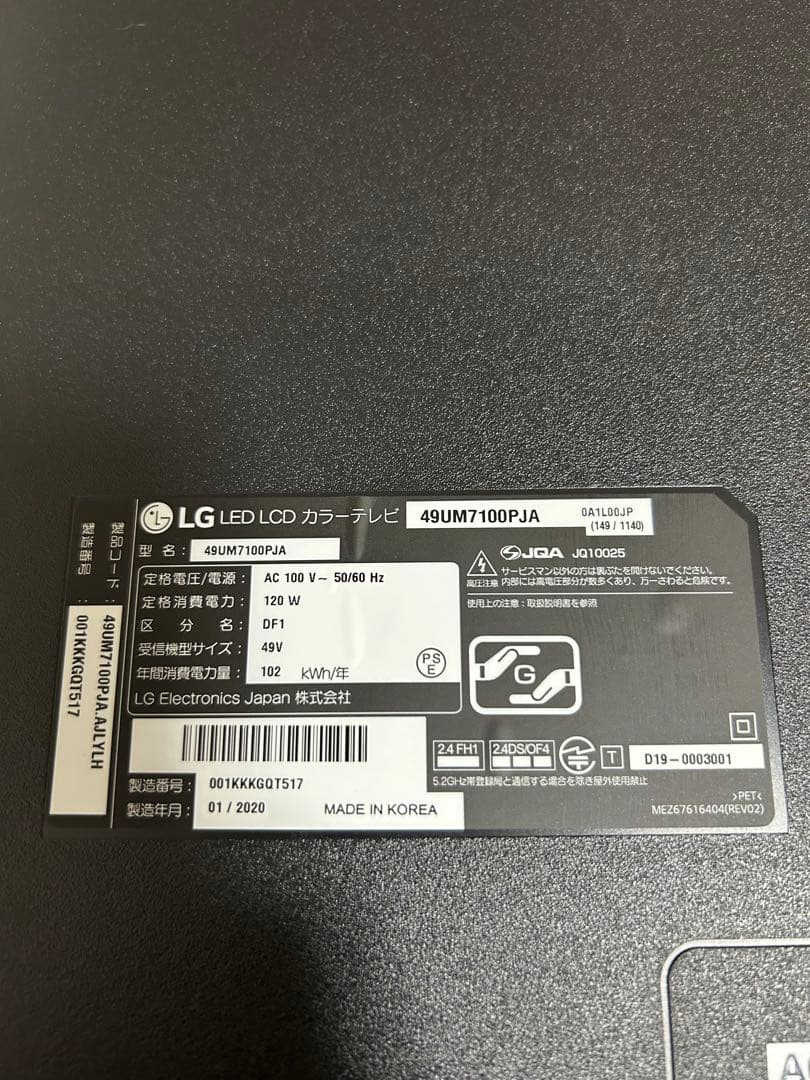 LG LED LCD カラーテレビ 49UM7100PJA 0A1L00JP
(149 / 1140)
型 名 : 49UM7100PJA
定格電圧/電源 : AC 100 V ~ 50/60 Hz
定格消費電力 : 120 W
区 分 名 : DF1
受信機型サイズ : 49V
年間消費電力量 : 102 kWh/年
PS
E
LG Electronics Japan 株式会社
JQA JQ10025
高圧注意
サービスマン以外の方は裏ぶたを開けないでください。
内部には高電圧部分が数多くあり、万一さわると危険です。
使用上の注意 : 取扱説明書を参照
G
製造番号 : 001KKKGQT517
製造年月 : 01 / 2020 MADE IN KOREA
2.4 FH1 2.4DS/OF4 T D19-0003001
5.2GHz帯登録局と通信する場合を除き屋外使用禁止
>PET<
MEZ67616404(REV02)
製品コード : 49UM7100PJA.AJLYLH
製造番号 : 001KKKGQT517
A